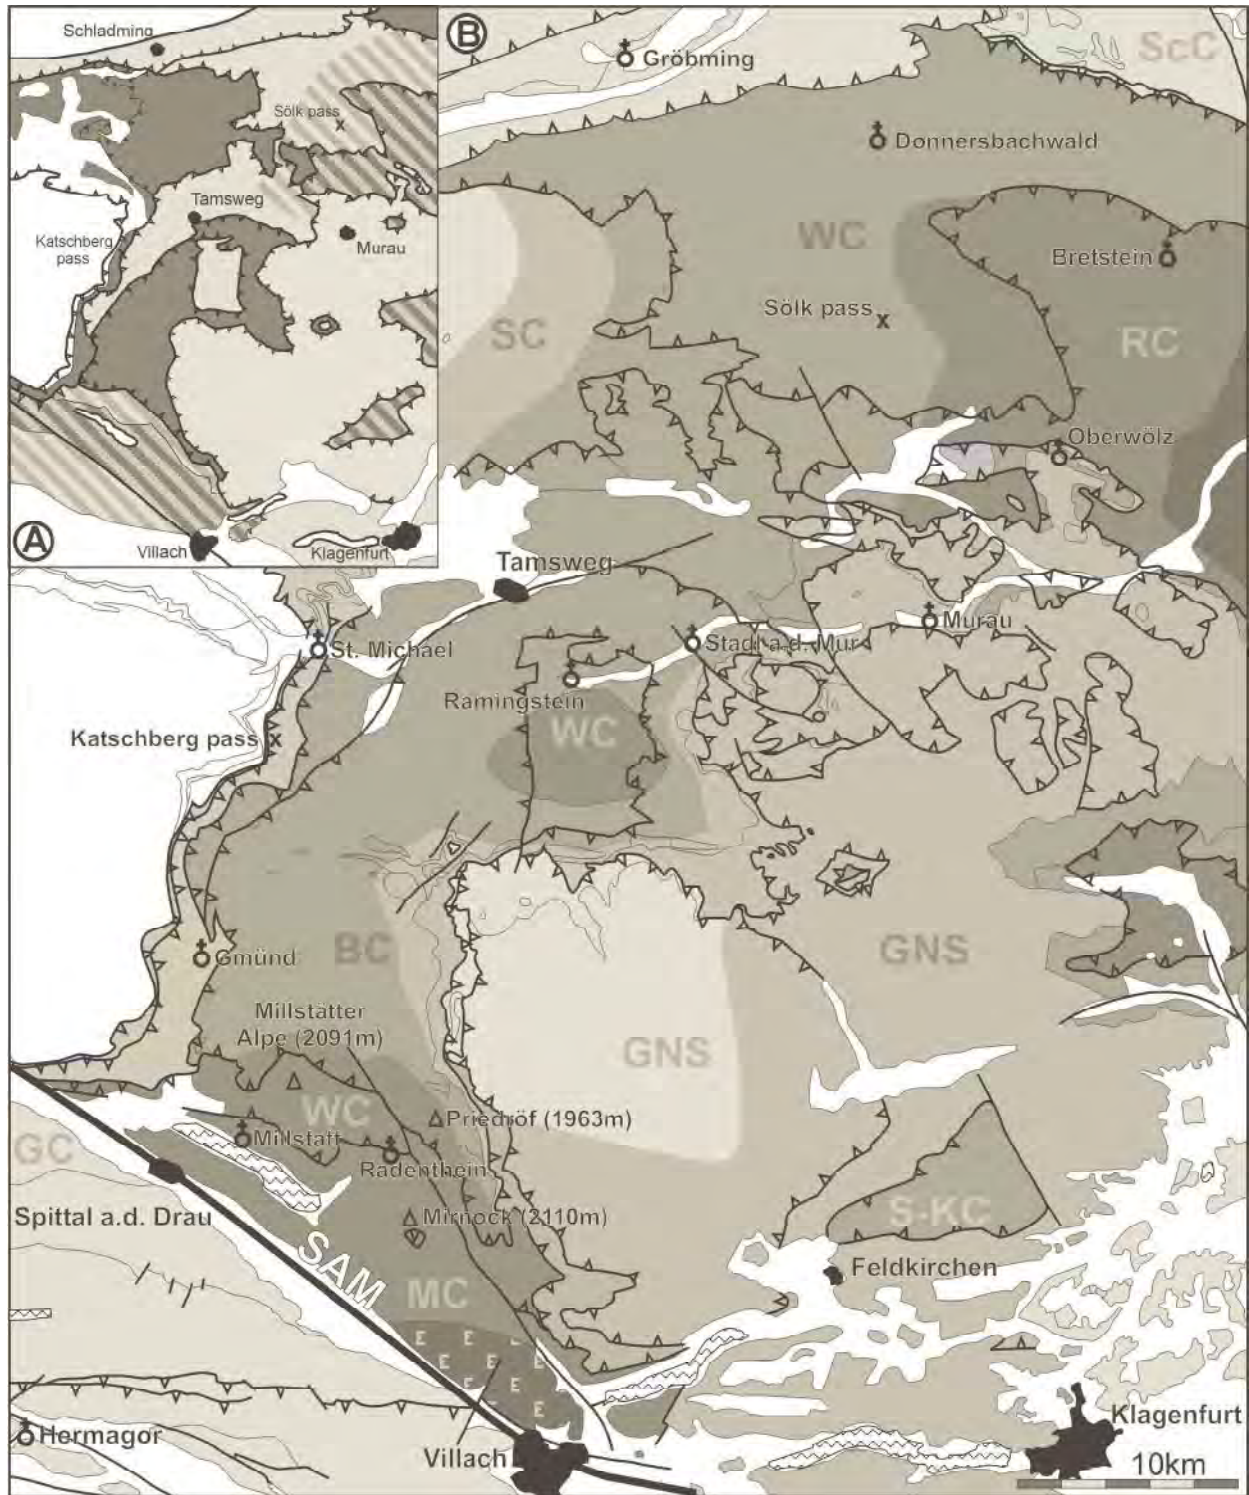 Schladming
Sölk pass
x
Tamsweg
Katschberg
pass
Murau
Villach
Klagenfurt
A
B
Gröbming
ScC
Donnersbachwald
WC
Bretstein
SC
Sölk pass
x
RC
Oberwölz
Tamsweg
Murau
St. Michael
Stadl a.d. Mur
Ramingstein
Katschberg pass
x
WC
BC
GNS
Gmünd
Millstätter
Alpe (2091m)
GNS
WC
Priedröf (1963m)
GC
Millstatt
Radenthein
Spittal a.d. Drau
Mirnock (2110m)
S-KC
SAM
Feldkirchen
MC
E E E
E E E
E E
E
Hermagor
Villach
Klagenfurt
10km